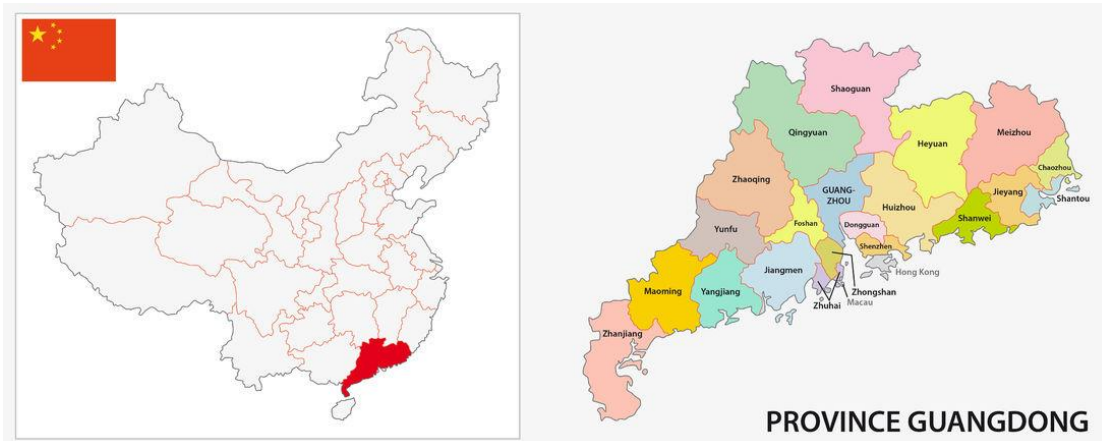 Shaoguan
Qingyuan
Heyuan
Meizhou
Chaozhou
Zhaoqing
GUANG-
ZHOU
Huizhou
Jieyang
Shantou
Shanwei
Foshan
Dongguan
Yunfu
Shenzhen
Jiangmen
Hong Kong
Maoming
Yangjiang
Zhongshan
Zhuhai
Macau
Zhanjiang
PROVINCE GUANGDONG